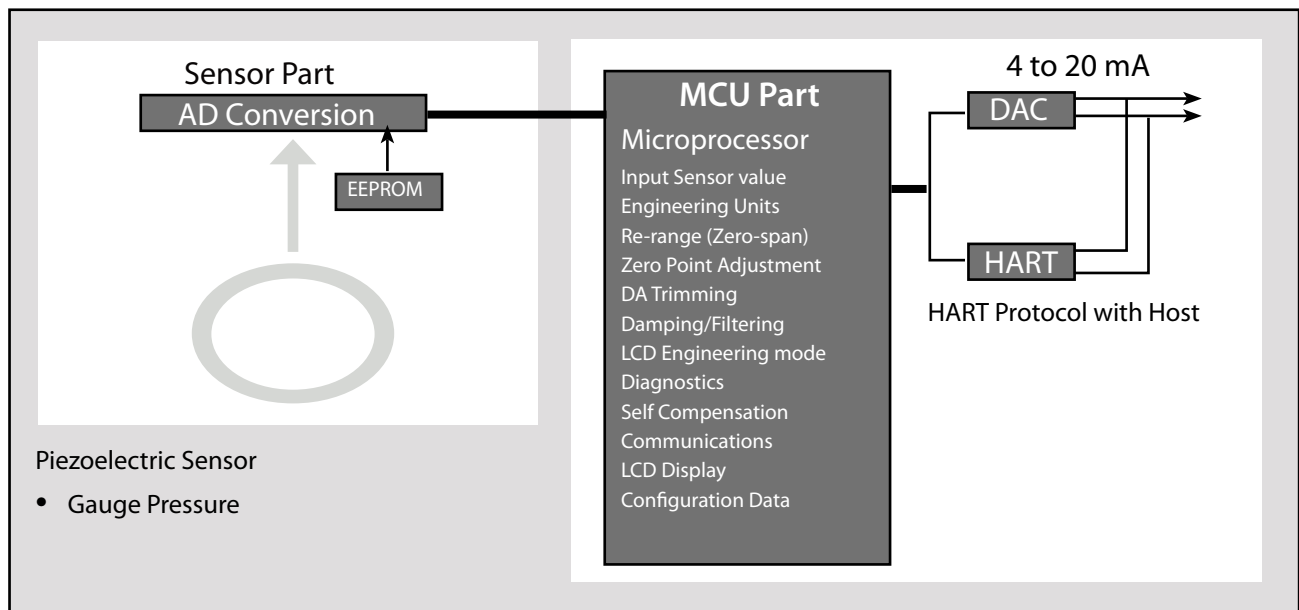 Sensor Part
AD Conversion
EEPROM
Piezoelectric Sensor
• Gauge Pressure
MCU Part
Microprocessor
Input Sensor value
Engineering Units
Re-range (Zero-span)
Zero Point Adjustment
DA Trimming
Damping/Filtering
LCD Engineering mode
Diagnostics
Self Compensation
Communications
LCD Display
Configuration Data
4 to 20 mA
DAC
HART
HART Protocol with Host